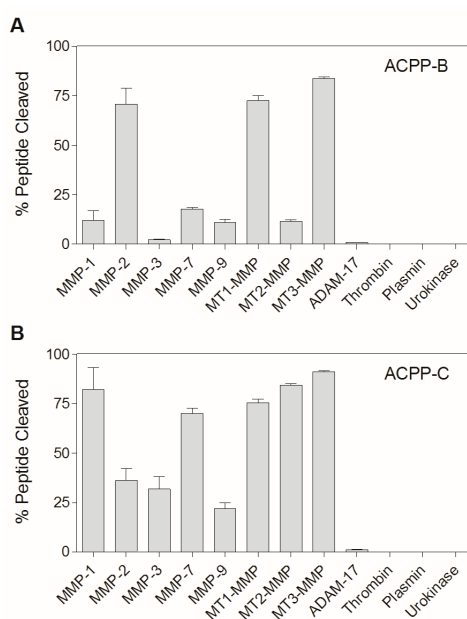 A
ACPP-B
% Peptide Cleaved
100
75
50
25
0
MMP-1
MMP-2
MMP-3
MMP-7
MMP-9
MT1-MMP
MT2-MMP
MT3-MMP
ADAM-17
Thrombin
Plasmin
Urokinase
B
ACPP-C
% Peptide Cleaved
100
75
50
25
0
MMP-1
MMP-2
MMP-3
MMP-7
MMP-9
MT1-MMP
MT2-MMP
MT3-MMP
ADAM-17
Thrombin
Plasmin
Urokinase